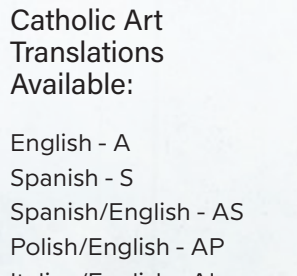 Catholic Art
Translations
Available:
English - A
Spanish - S
Spanish/English - AS
Polish/English - AP